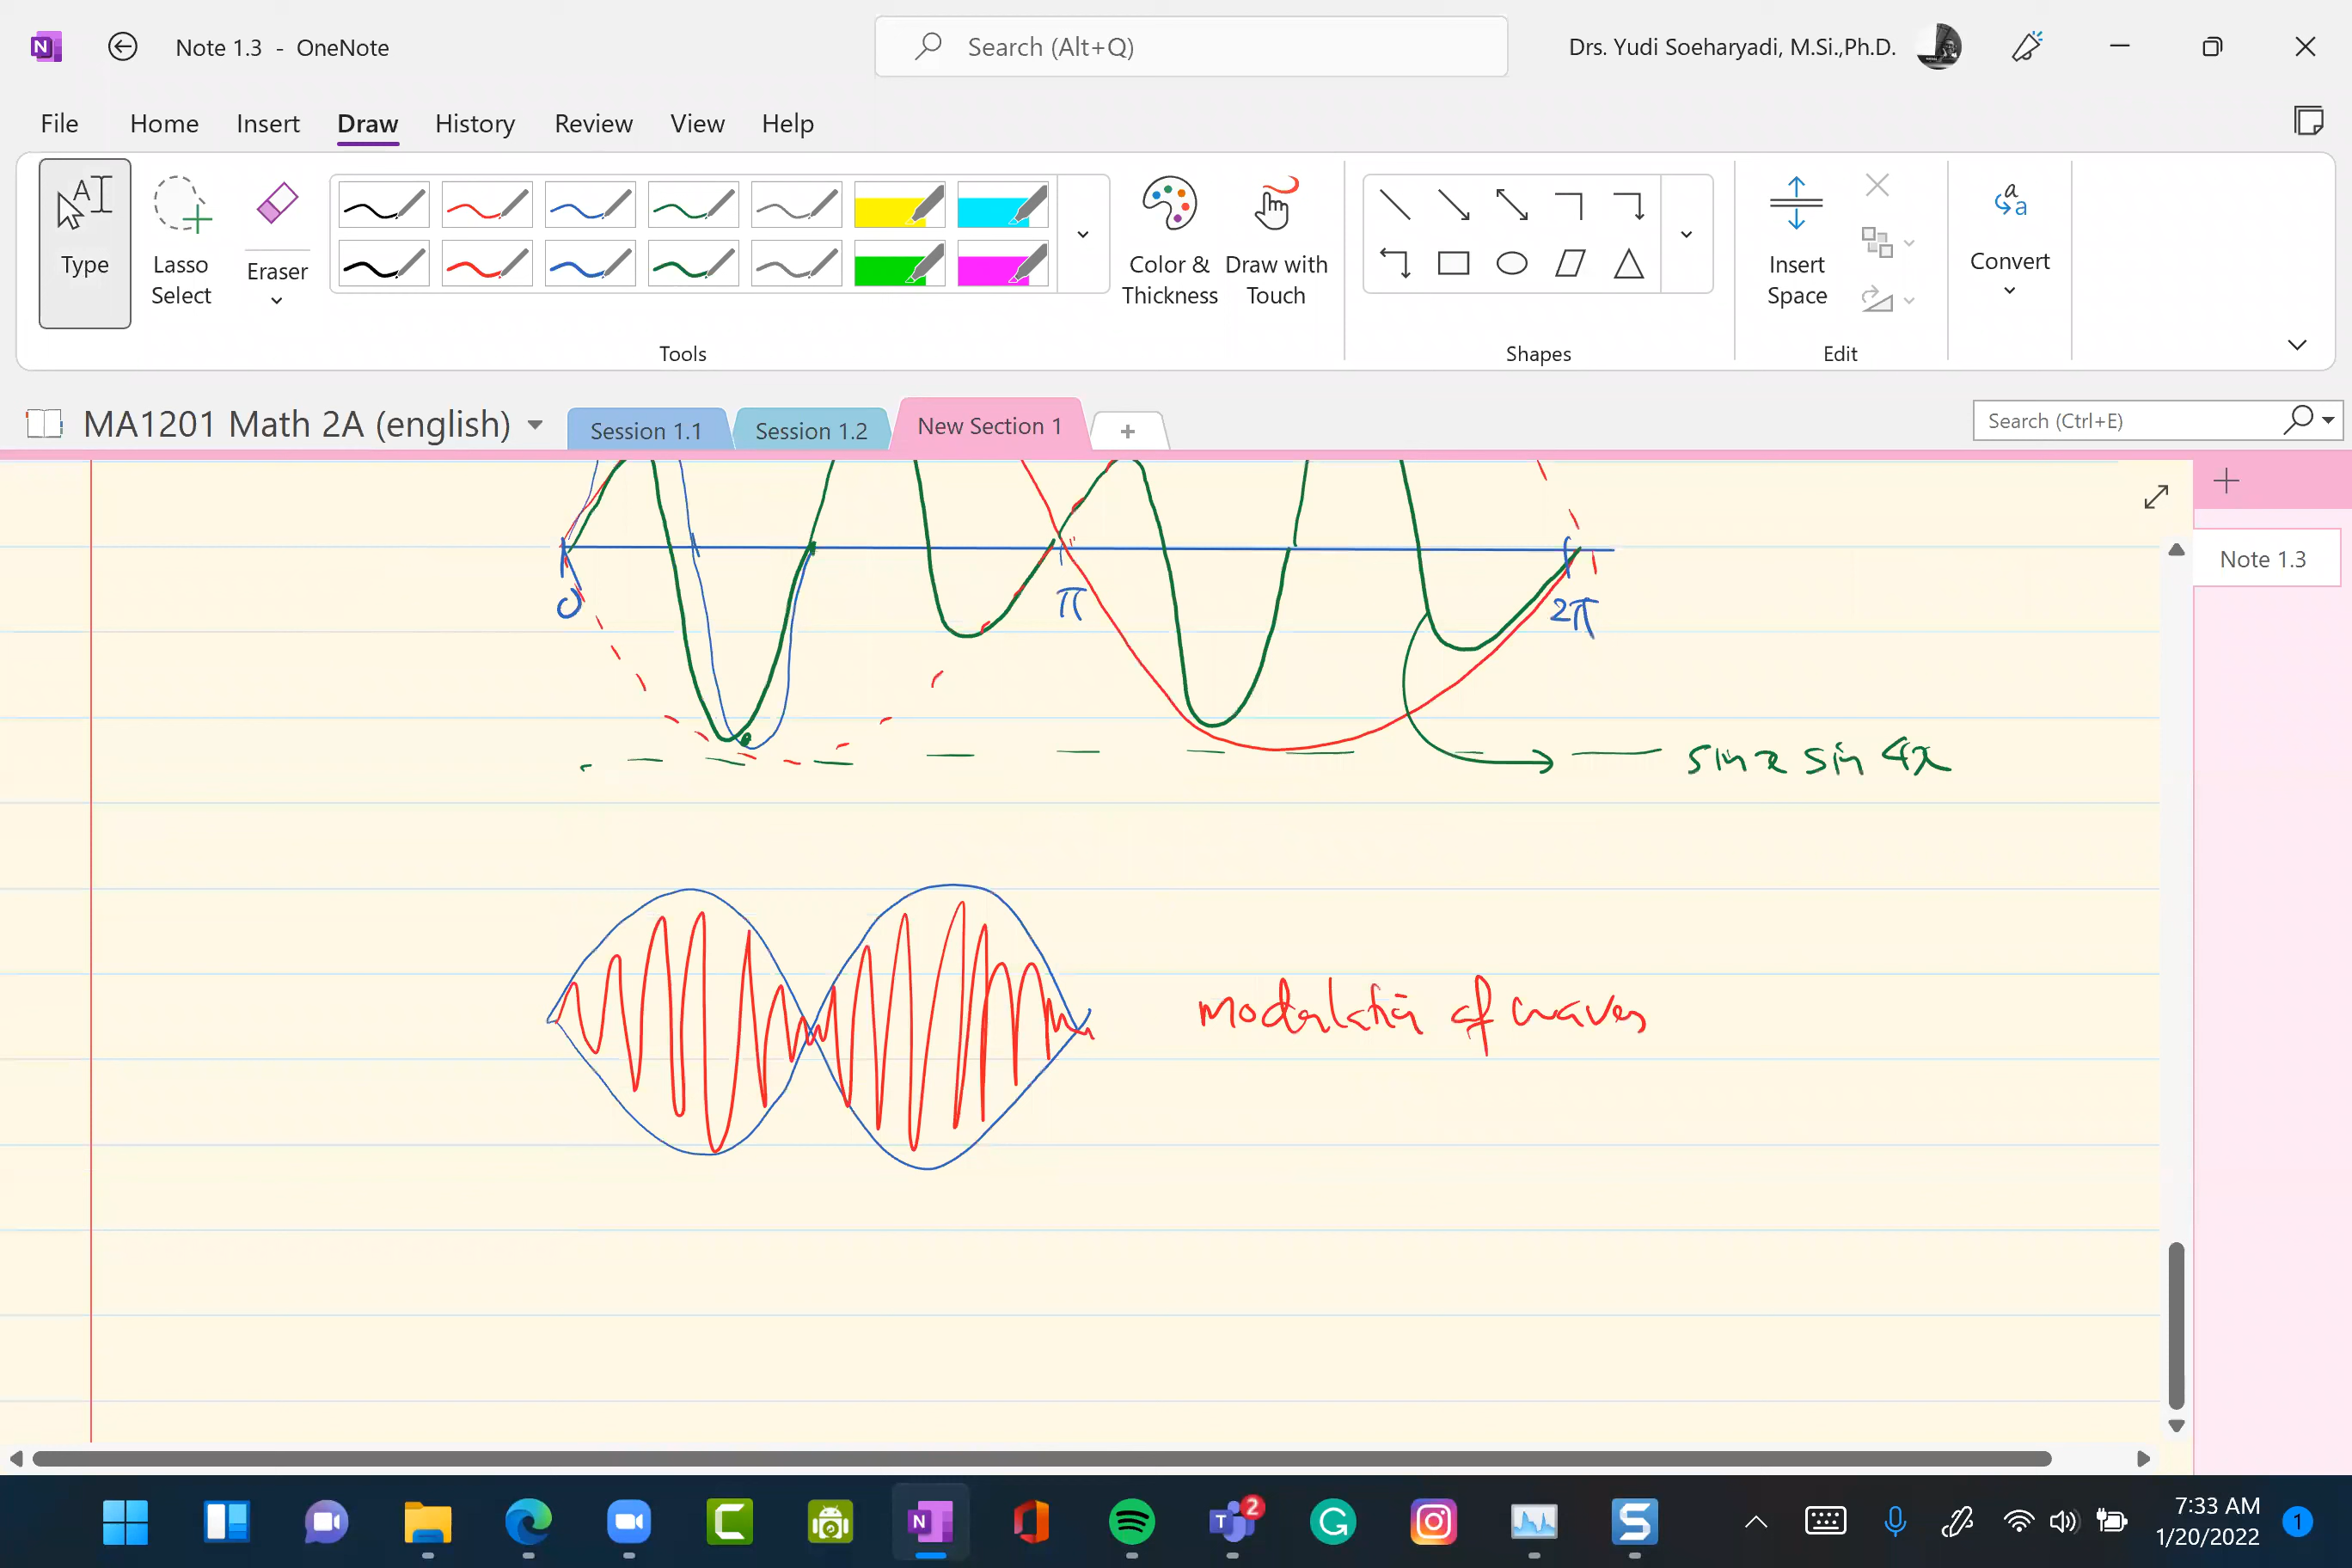 Note 1.3 - OneNote
Search (Alt+Q)
Drs. Yudi Soeharyadi, M.Si.,Ph.D.
File Home Insert Draw History Review View Help
Type
Lasso Select
Eraser
Color & Thickness
Draw with Touch
Insert Space
Convert
Tools Shapes Edit
MA1201 Math 2A (english)
Session 1.1 Session 1.2 New Section 1 +
Search (Ctrl+E)
Note 1.3
0 π 2π
sin x sin 4x
modulation of waves
2
7:33 AM
1/20/2022
1